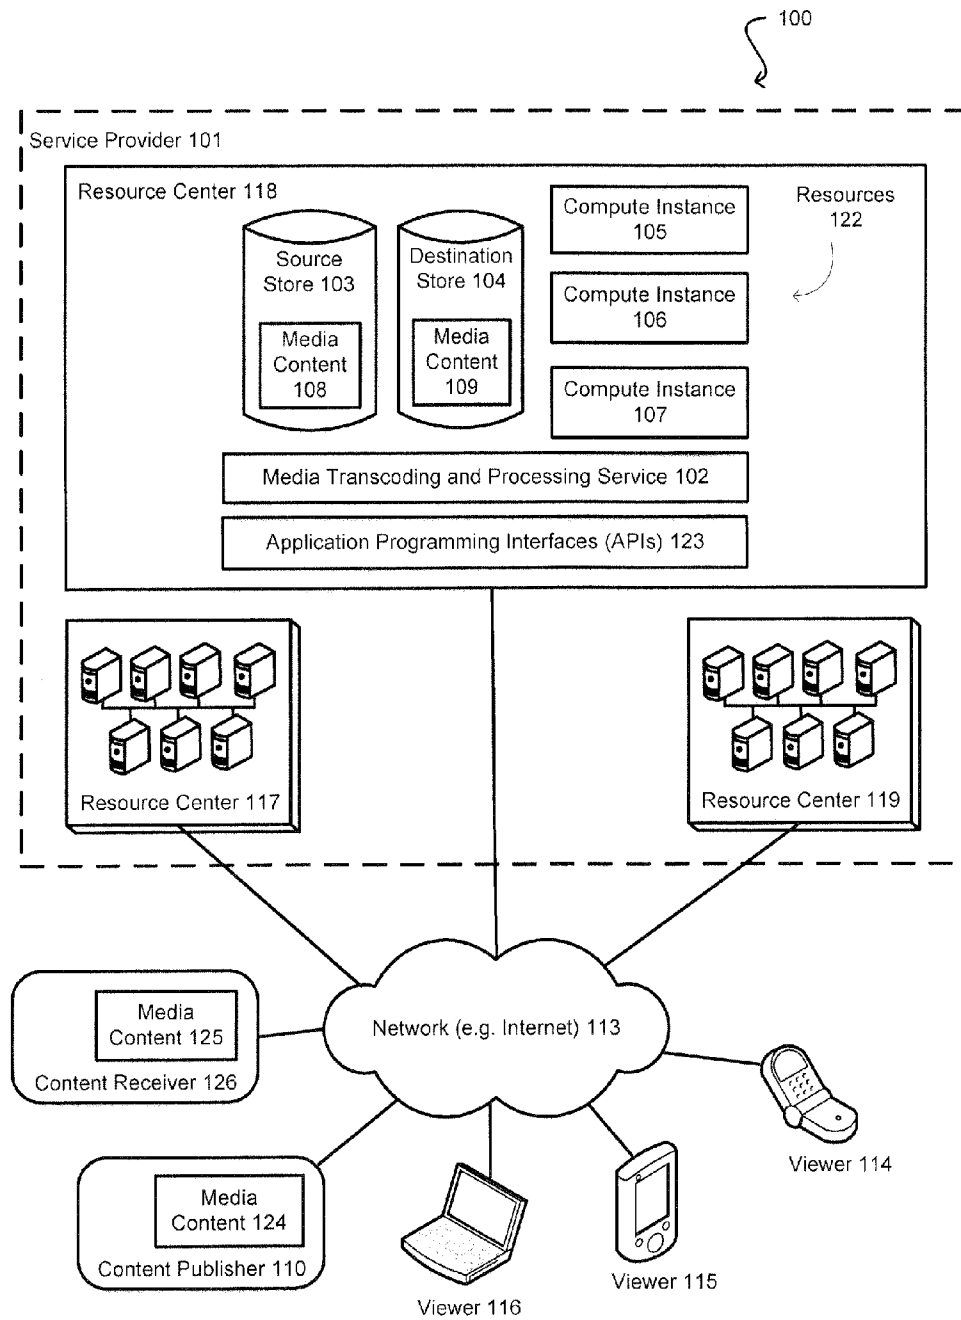 100
Service Provider 101
Resource Center 118
Source
Store 103
Media
Content
108
Destination
Store 104
Media
Content
109
Compute Instance
105
Compute Instance
106
Compute Instance
107
Resources
122
Media Transcoding and Processing Service 102
Application Programming Interfaces (APIs) 123
Resource Center 117
Resource Center 119
Network (e.g. Internet) 113
Media
Content 125
Content Receiver 126
Media
Content 124
Content Publisher 110
Viewer 116
Viewer 115
Viewer 114